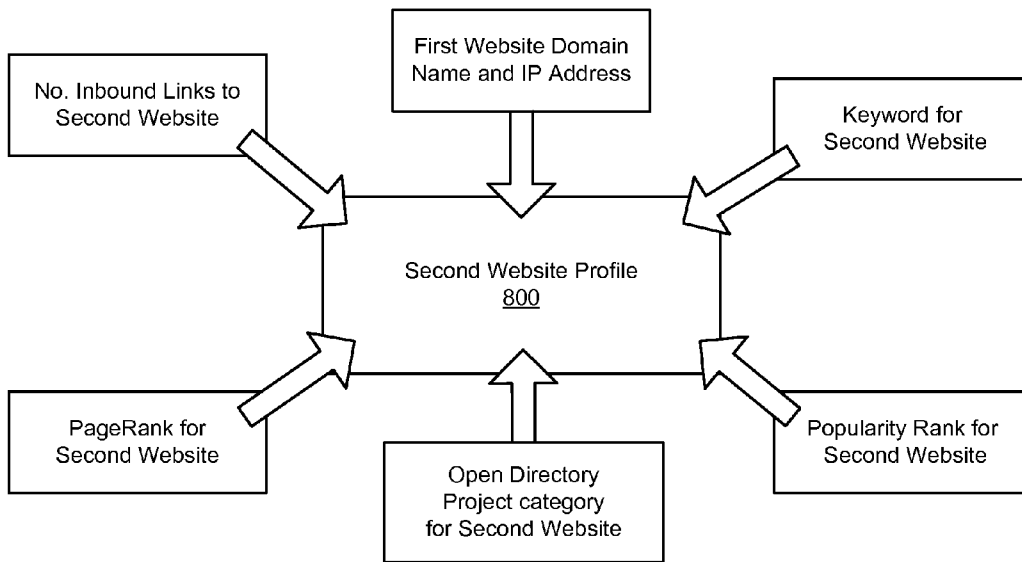 First Website Domain
Name and IP Address
No. Inbound Links to
Second Website
Keyword for
Second Website
Second Website Profile
800
PageRank for
Second Website
Open Directory
Project category
for Second Website
Popularity Rank for
Second Website